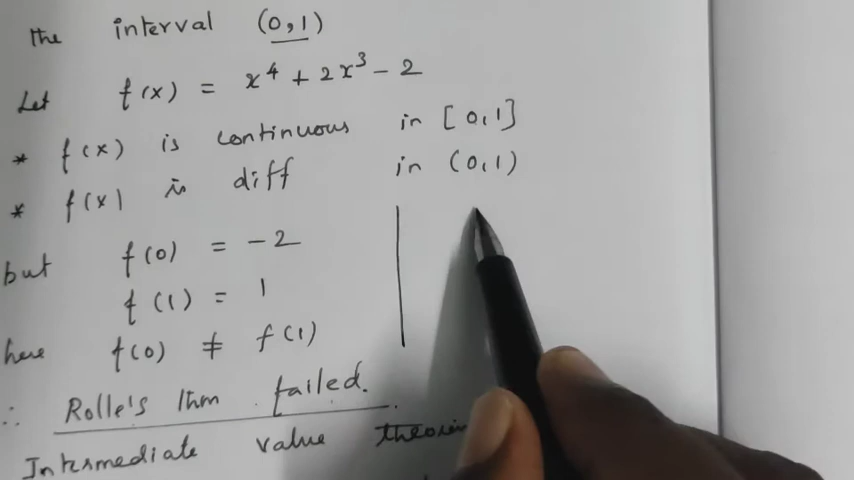 the interval (0,1)
Let f(x) = x⁴ + 2x³ - 2
* f(x) is continuous in [0,1]
* f(x) is diff in (0,1)
but f(0) = -2
f(1) = 1
here f(0) ≠ f(1)
∴ Rolle's thm failed.
Intermediate value theorem